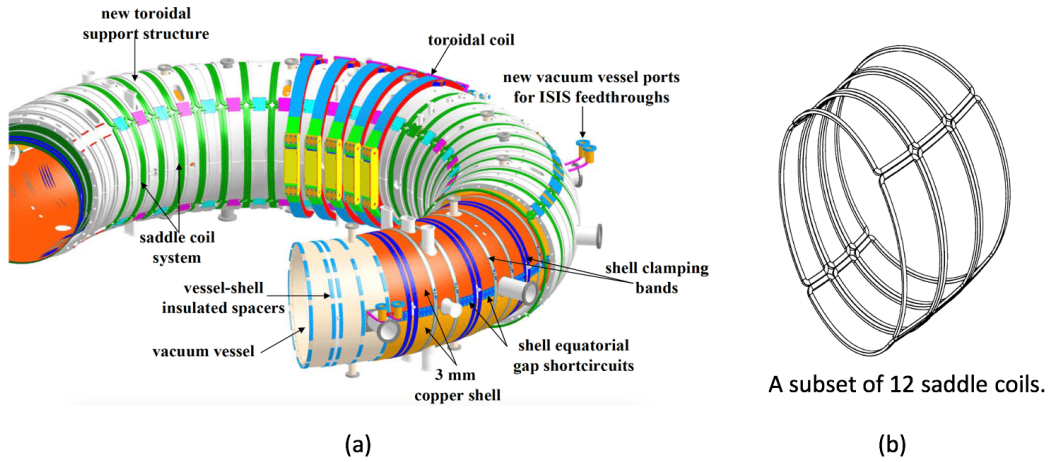 new toroidal
support structure
toroidal coil
new vacuum vessel ports
for ISIS feedthroughs
saddle coil
system
vessel-shell
insulated spacers
vacuum vessel
3 mm
copper shell
shell equatorial
gap shortcircuits
shell clamping
bands
A subset of 12 saddle coils.
(a)
(b)